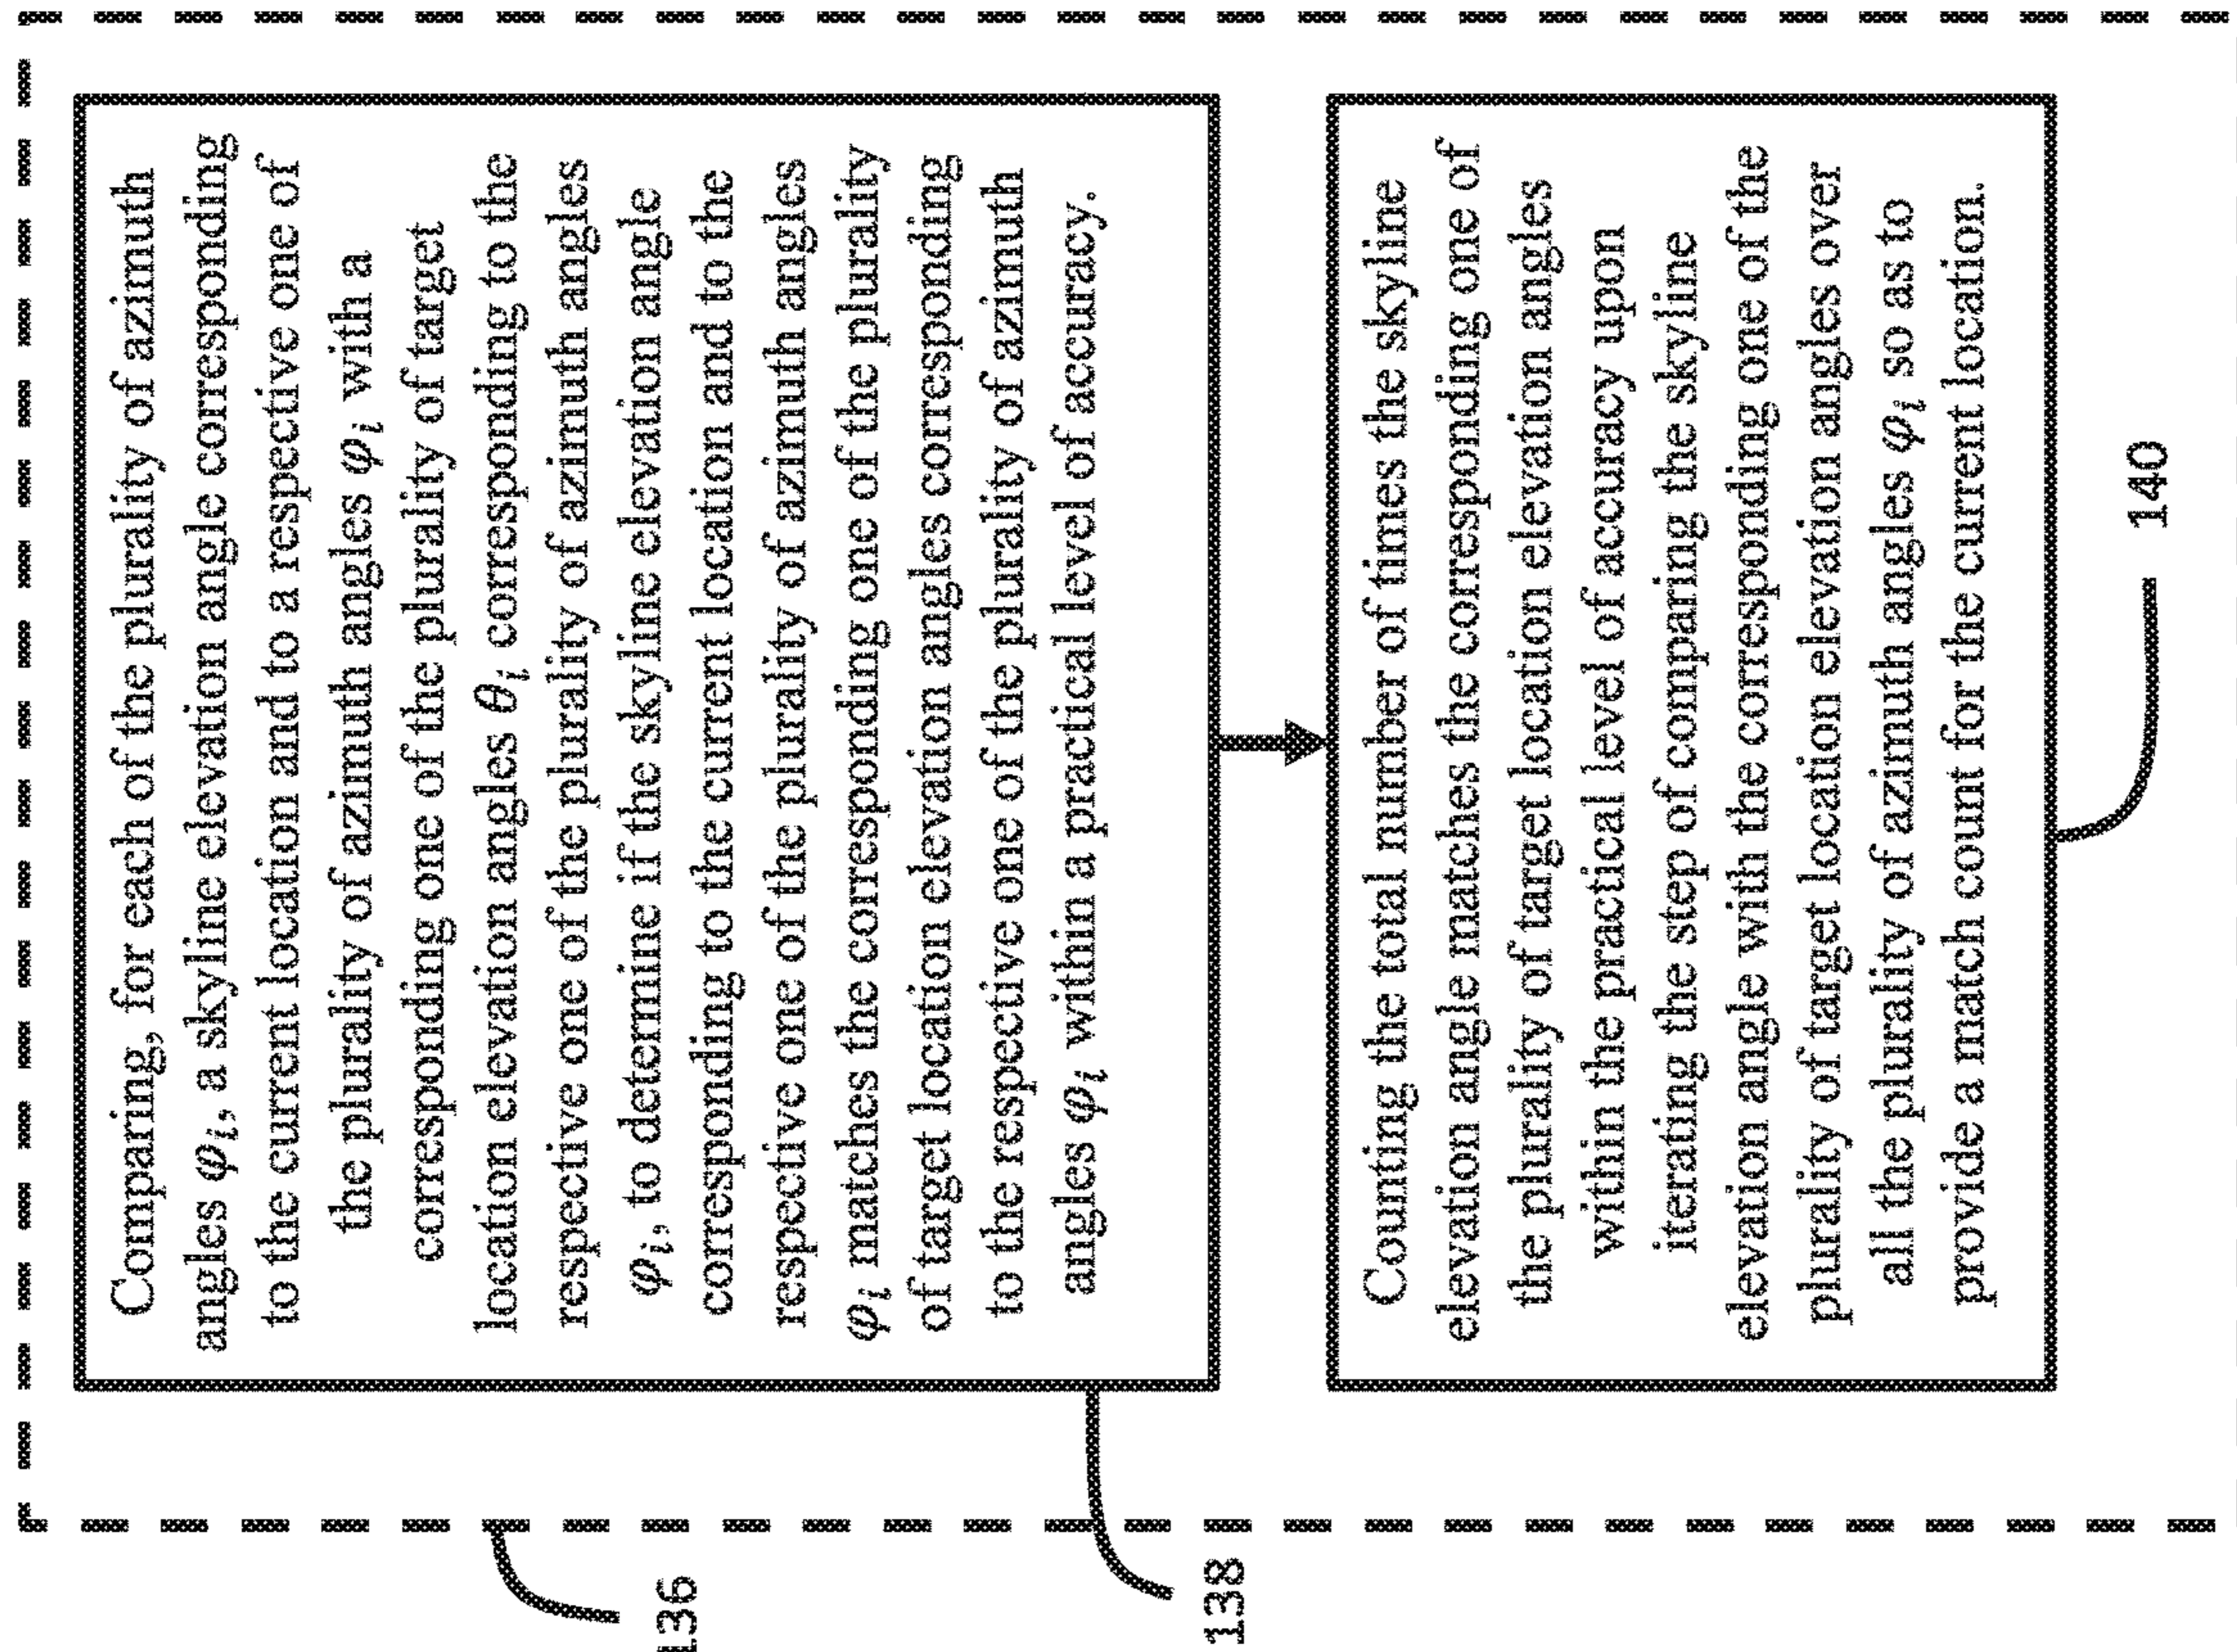 Comparing, for each of the plurality of azimuth
angles φᵢ, a skyline elevation angle corresponding
to the current location and to a respective one of
the plurality of azimuth angles φᵢ with a
corresponding one of the plurality of target
location elevation angles θᵢ corresponding to the
respective one of the plurality of azimuth angles
φᵢ, to determine if the skyline elevation angle
corresponding to the current location and to the
respective one of the plurality of azimuth angles
φᵢ matches the corresponding one of the plurality
of target location elevation angles corresponding
to the respective one of the plurality of azimuth
angles φᵢ within a practical level of accuracy.
136
138
Counting the total number of times the skyline
elevation angle matches the corresponding one of
the plurality of target location elevation angles
within the practical level of accuracy upon
iterating the step of comparing the skyline
elevation angle with the corresponding one of the
plurality of target location elevation angles over
all the plurality of azimuth angles φᵢ so as to
provide a match count for the current location.
140